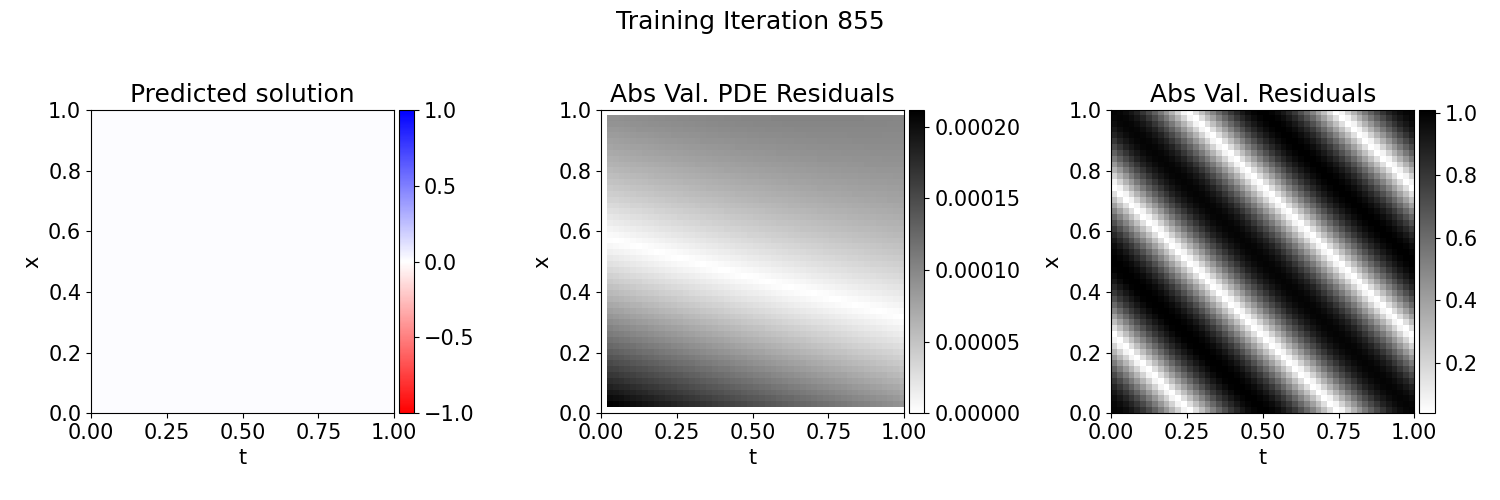 Training Iteration 855
Predicted solution
1.0
0.8
0.6
0.4
0.2
0.0
x
0.00 0.25 0.50 0.75 1.00
t
1.0
0.5
0.0
−0.5
−1.0
Abs Val. PDE Residuals
1.0
0.8
0.6
0.4
0.2
0.0
x
0.00 0.25 0.50 0.75 1.00
t
0.00020
0.00015
0.00010
0.00005
0.00000
Abs Val. Residuals
1.0
0.8
0.6
0.4
0.2
0.0
x
0.00 0.25 0.50 0.75 1.00
t
1.0
0.8
0.6
0.4
0.2